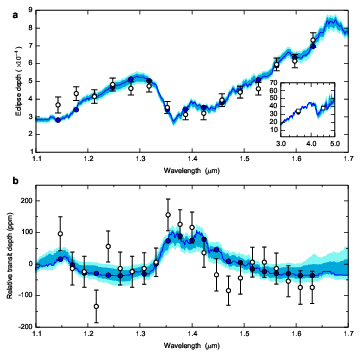 a
9
8
7
6
5
4
3
2
1
Eclipse depth (×10⁻⁴)
70
60
50
40
30
20
10
0
3.0 4.0 5.0
1.1 1.2 1.3 1.4 1.5 1.6 1.7
Wavelength (μm)
b
200
100
0
-100
-200
Relative transit depth (ppm)
1.1 1.2 1.3 1.4 1.5 1.6 1.7
Wavelength (μm)